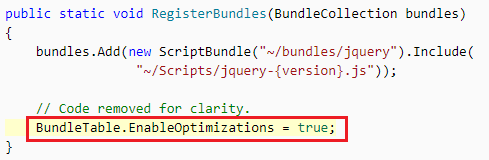 public static void RegisterBundles(BundleCollection bundles)
{
bundles.Add(new ScriptBundle("~/bundles/jquery").Include(
"~/Scripts/jquery-{version}.js"));
// Code removed for clarity.
BundleTable.EnableOptimizations = true;
}